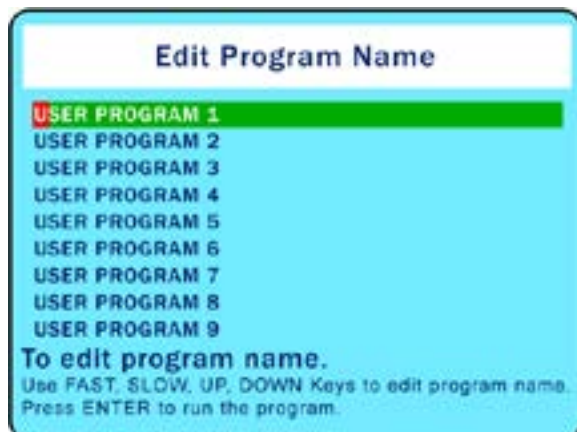 Edit Program Name
USER PROGRAM 1
USER PROGRAM 2
USER PROGRAM 3
USER PROGRAM 4
USER PROGRAM 5
USER PROGRAM 6
USER PROGRAM 7
USER PROGRAM 8
USER PROGRAM 9
To edit program name.
Use FAST, SLOW, UP, DOWN Keys to edit program name.
Press ENTER to run the program.